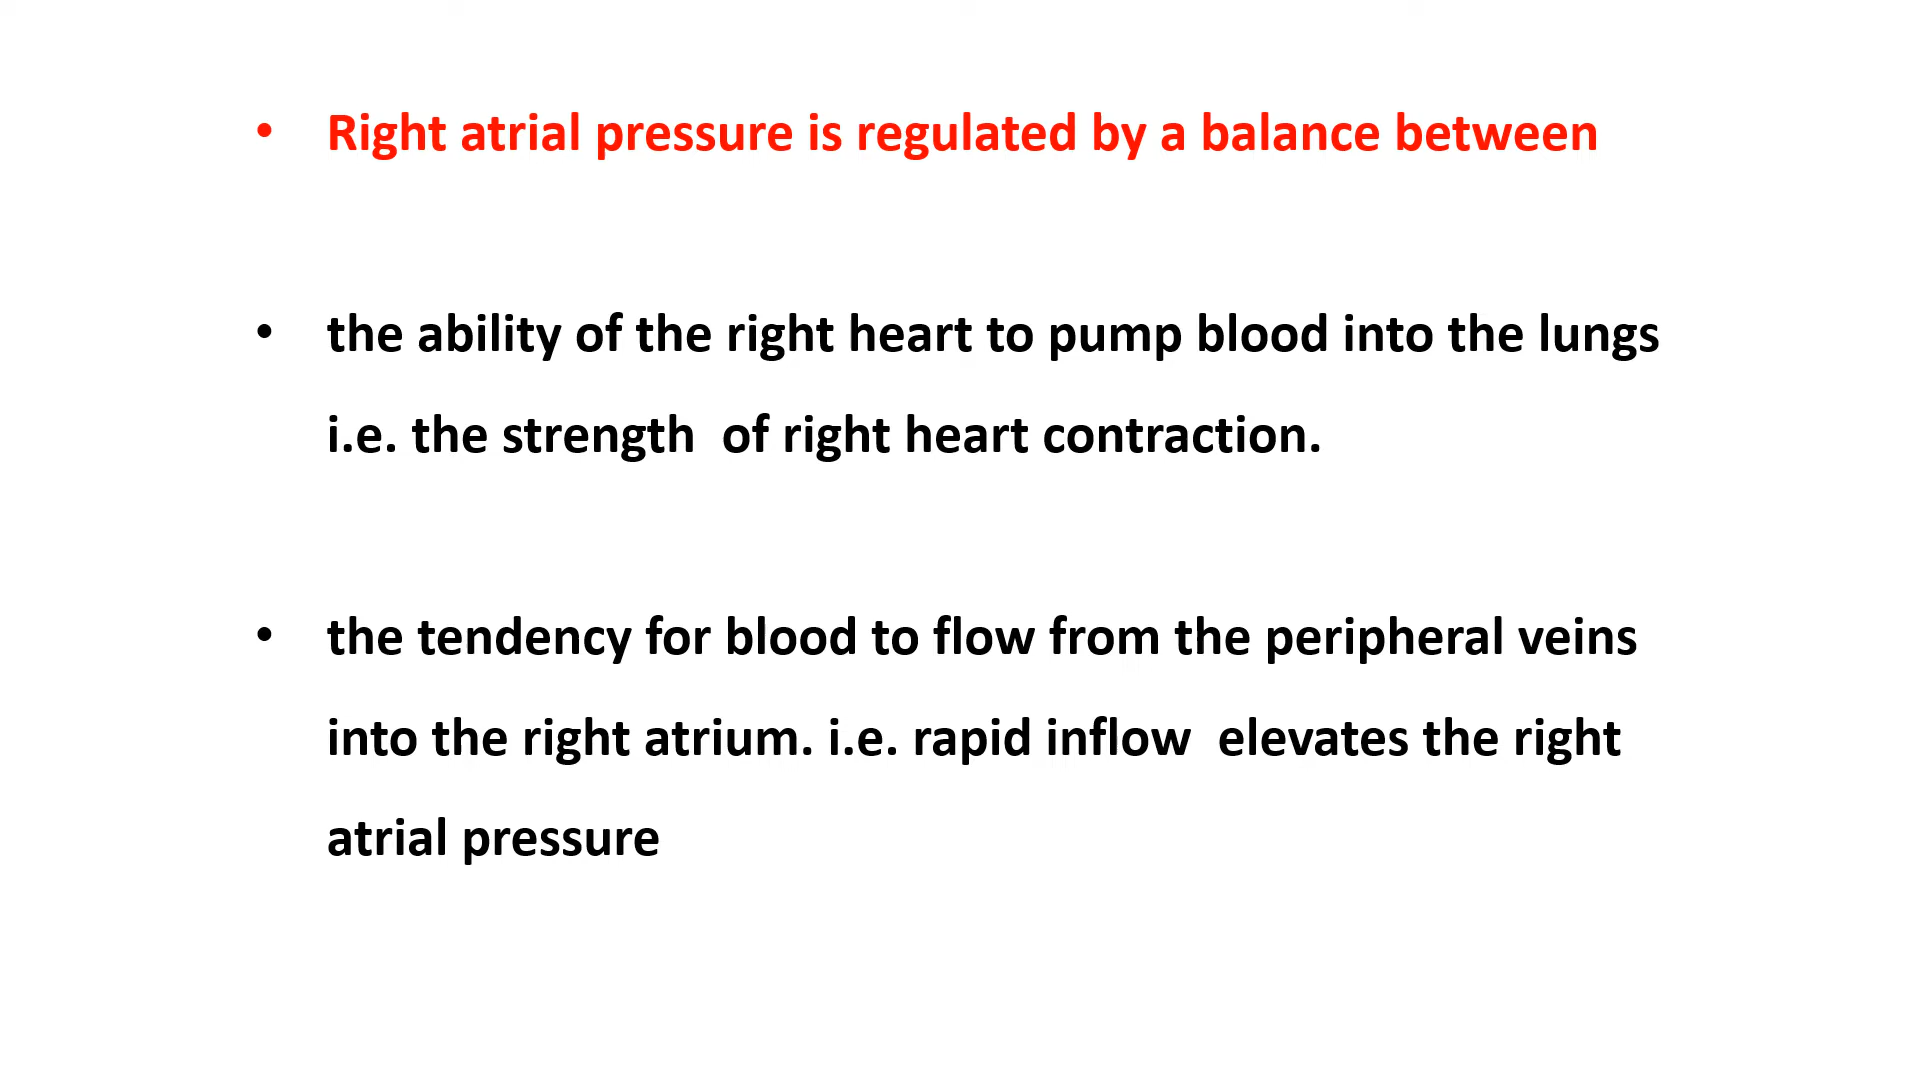 • Right atrial pressure is regulated by a balance between
• the ability of the right heart to pump blood into the lungs
i.e. the strength  of right heart contraction.
• the tendency for blood to flow from the peripheral veins
into the right atrium. i.e. rapid inflow  elevates the right
atrial pressure